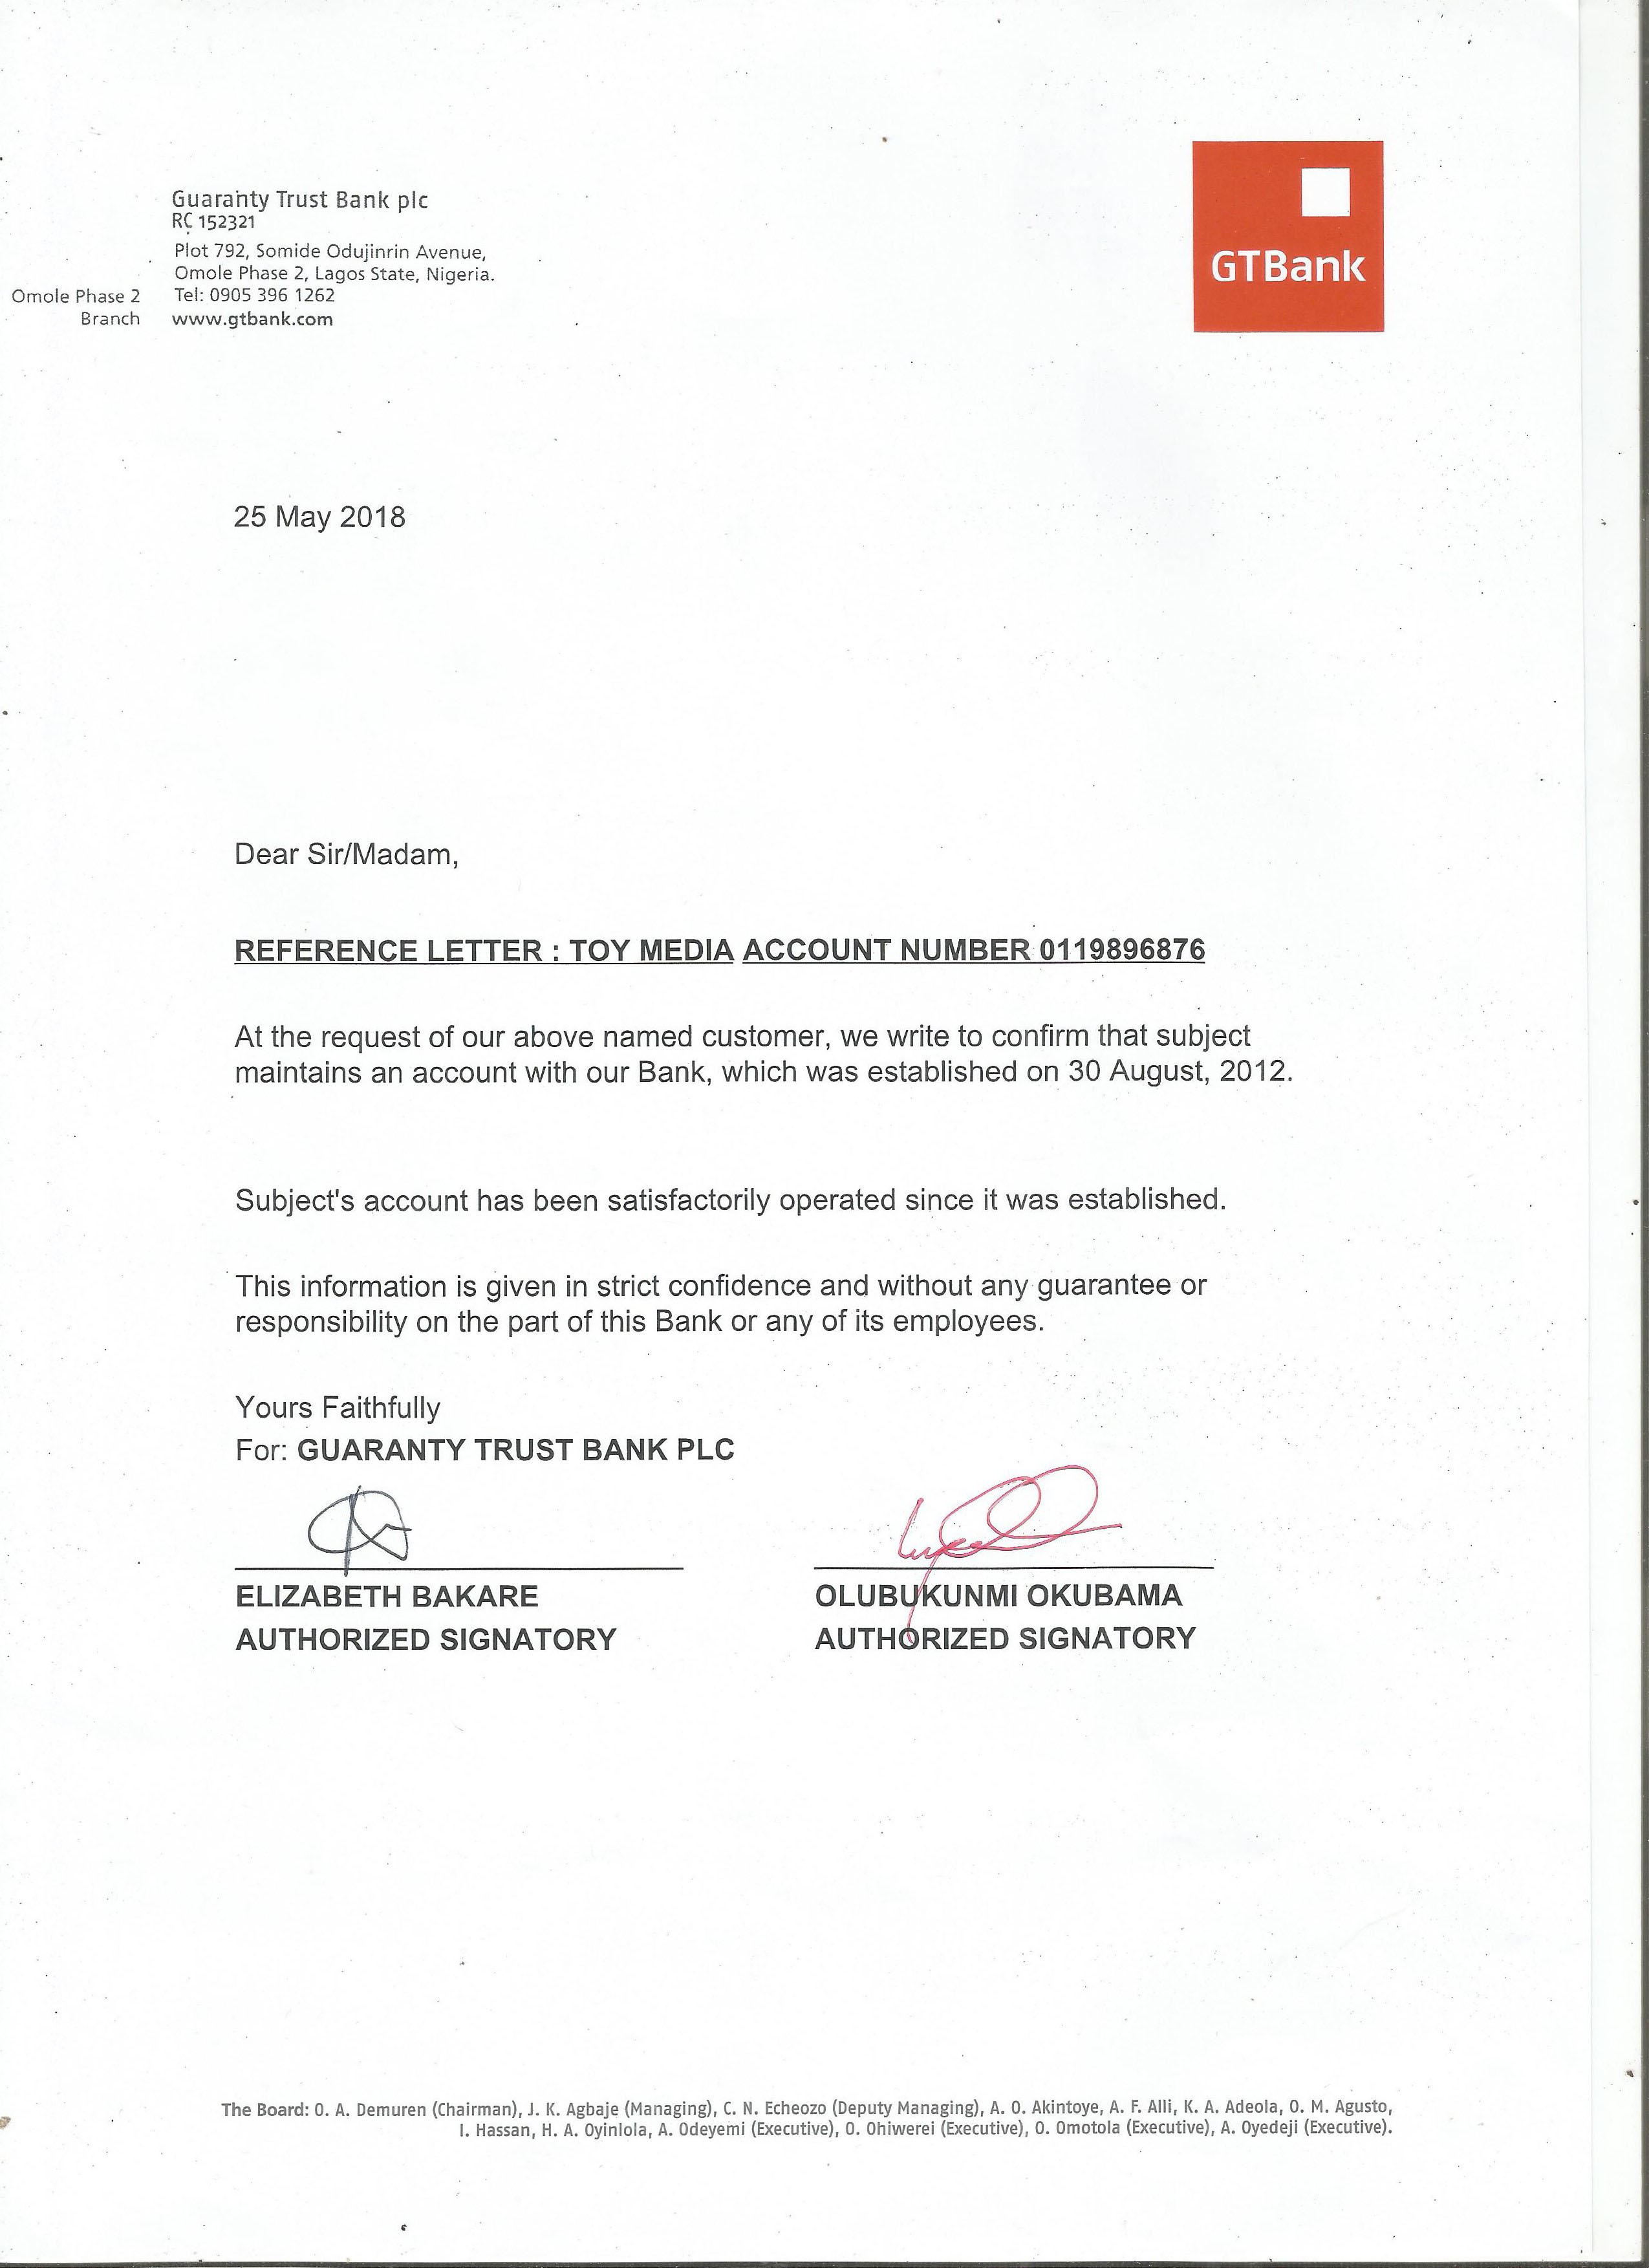 Guaranty Trust Bank plc
RC 152321
Plot 792, Somide Odujinrin Avenue,
Omole Phase 2, Lagos State, Nigeria.
Omole Phase 2 Tel: 0905 396 1262
Branch www.gtbank.com
GTBank
25 May 2018
Dear Sir/Madam,
REFERENCE LETTER : TOY MEDIA ACCOUNT NUMBER 0119896876
At the request of our above named customer, we write to confirm that subject
maintains an account with our Bank, which was established on 30 August, 2012.
Subject's account has been satisfactorily operated since it was established.
This information is given in strict confidence and without any guarantee or
responsibility on the part of this Bank or any of its employees.
Yours Faithfully
For: GUARANTY TRUST BANK PLC
ELIZABETH BAKARE OLUBUKUNMI OKUBAMA
AUTHORIZED SIGNATORY AUTHORIZED SIGNATORY
The Board: O. A. Demuren (Chairman), J. K. Agbaje (Managing), C. N. Echeozo (Deputy Managing), A. O. Akintoye, A. F. Alli, K. A. Adeola, O. M. Agusto,
I. Hassan, H. A. Oyinlola, A. Odeyemi (Executive), O. Ohiwerei (Executive), O. Omotola (Executive), A. Oyedeji (Executive).